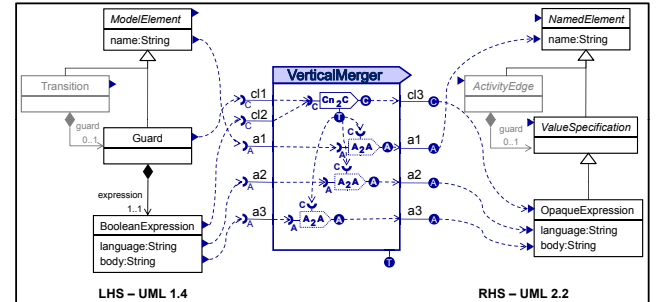 ModelElement
name:String
Transition
guard
0..1
Guard
expression
1..1
BooleanExpression
language:String
body:String
LHS – UML 1.4
VerticalMerger
cl1
C
cl2
C
a1
A
a2
A
a3
A
C
Cn2C
C
T
C
A
A2A
A
C
A
A2A
A
C
A
A2A
A
T
cl3
C
a1
A
a2
A
a3
A
NamedElement
name:String
ActivityEdge
guard
0..1
ValueSpecification
OpaqueExpression
language:String
body:String
RHS – UML 2.2